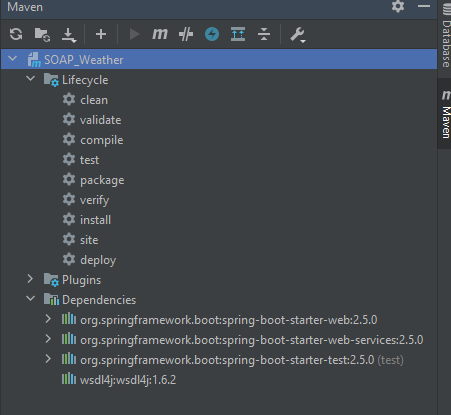 Maven
SOAP_Weather
Lifecycle
clean
validate
compile
test
package
verify
install
site
deploy
Plugins
Dependencies
org.springframework.boot:spring-boot-starter-web:2.5.0
org.springframework.boot:spring-boot-starter-web-services:2.5.0
org.springframework.boot:spring-boot-starter-test:2.5.0 (test)
wsdl4j:wsdl4j:1.6.2
Database
Maven